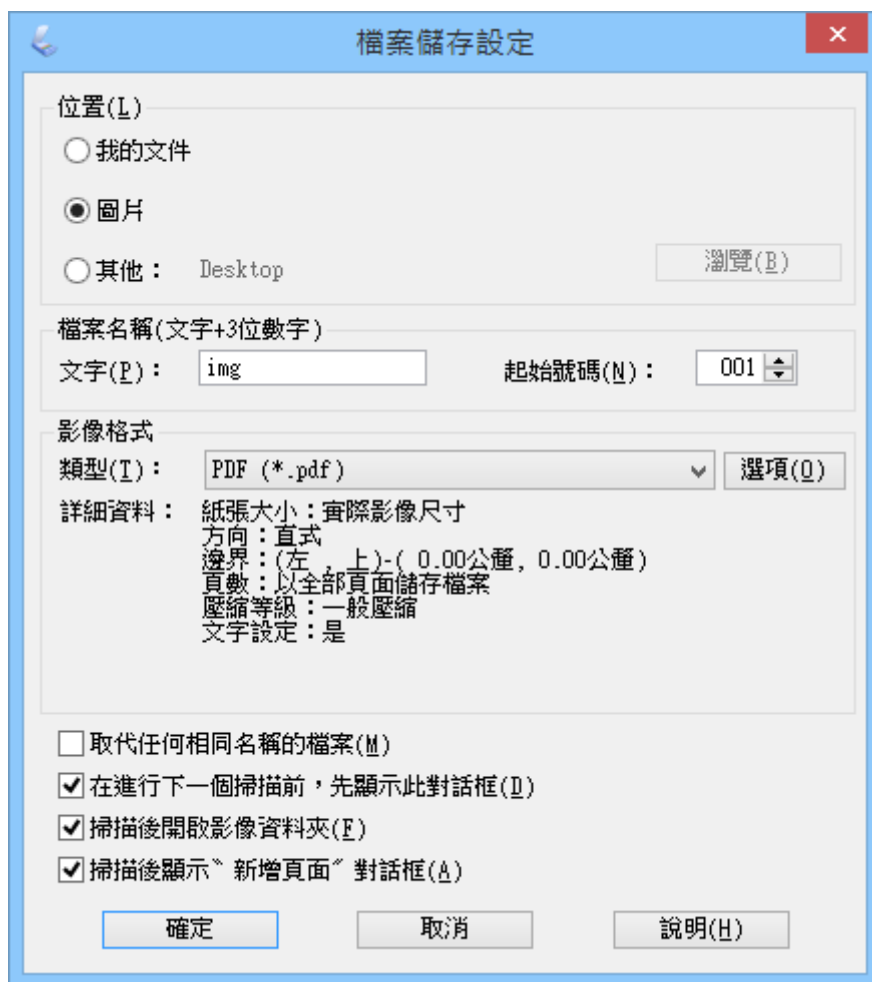 檔案儲存設定
位置(L)
我的文件
圖片
其他： Desktop 瀏覽(B)
檔案名稱(文字+3位數字)
文字(P)： img 起始號碼(N)： 001
影像格式
類型(T)： PDF (*.pdf) 選項(O)
詳細資料： 紙張大小：實際影像尺寸
方向：直式
邊界：(左 , 上)-( 0.00公釐, 0.00公釐)
頁數：以全部頁面儲存檔案
壓縮等級：一般壓縮
文字設定：是
取代任何相同名稱的檔案(M)
在進行下一個掃描前，先顯示此對話框(D)
掃描後開啟影像資料夾(F)
掃描後顯示〝新增頁面〞對話框(A)
確定 取消 說明(H)